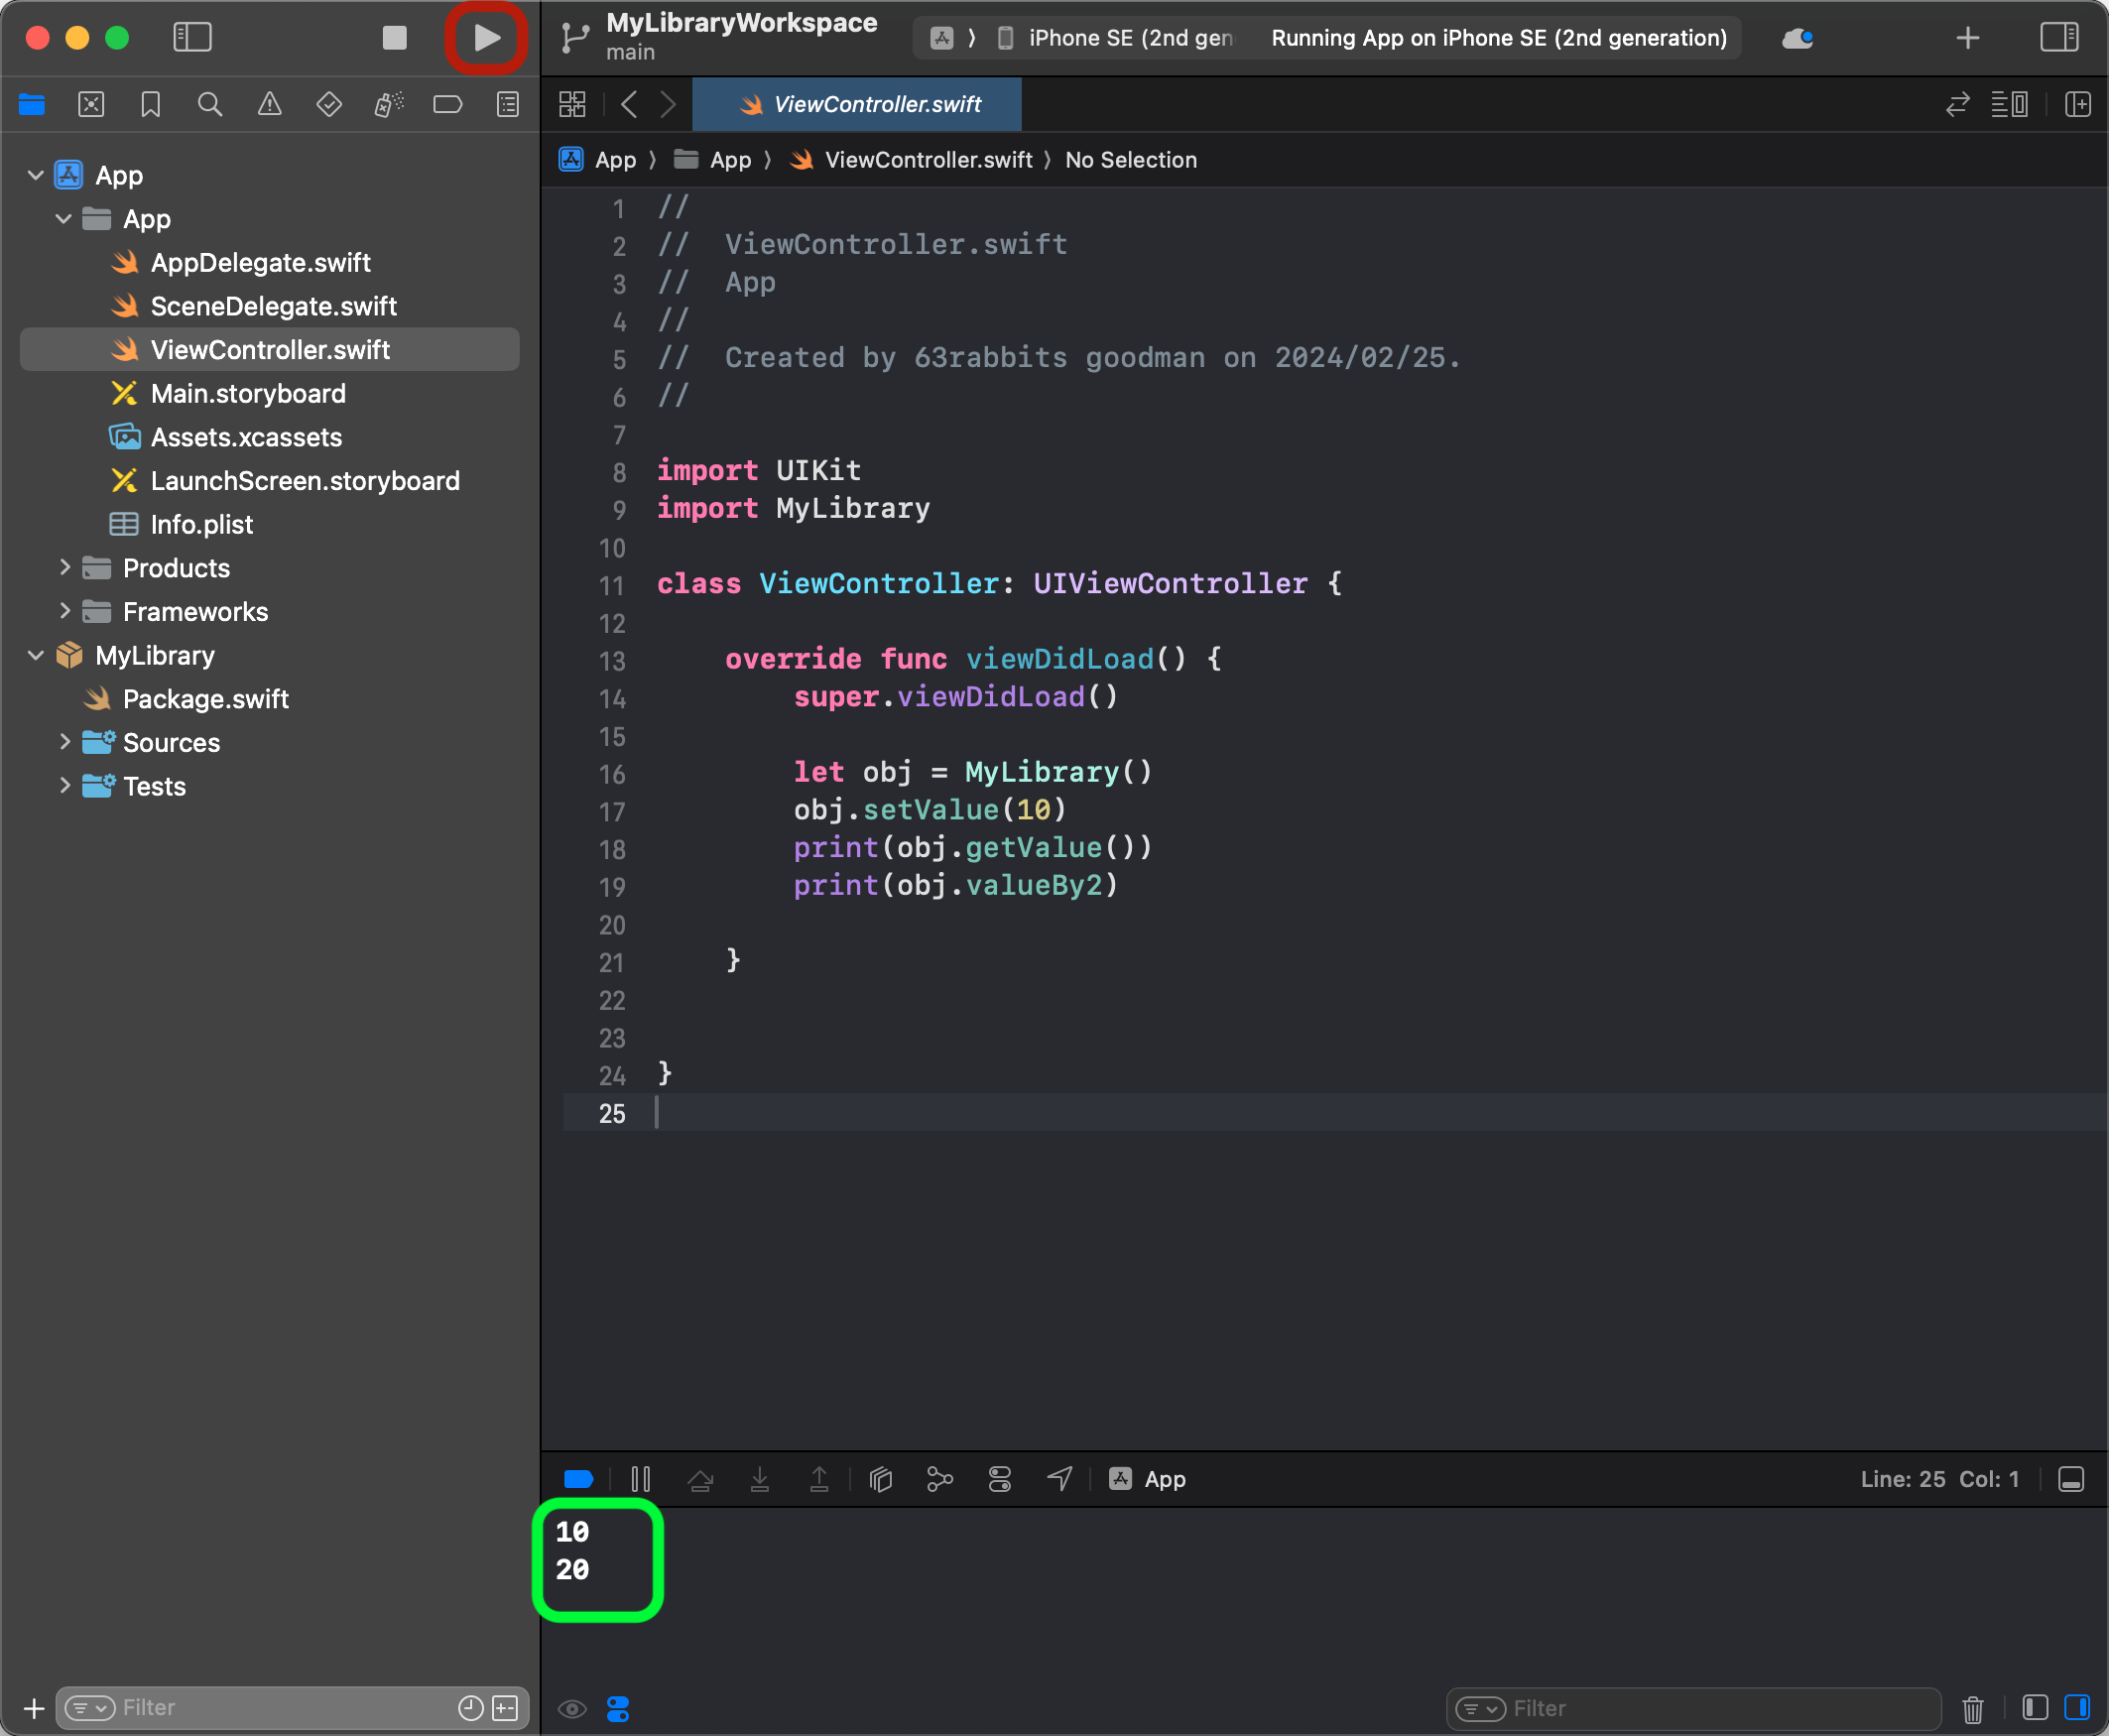 MyLibraryWorkspace
main
iPhone SE (2nd gen
Running App on iPhone SE (2nd generation)
ViewController.swift
App
App
ViewController.swift
No Selection
App
App
AppDelegate.swift
SceneDelegate.swift
ViewController.swift
Main.storyboard
Assets.xcassets
LaunchScreen.storyboard
Info.plist
Products
Frameworks
MyLibrary
Package.swift
Sources
Tests
Filter
1 //
2 //  ViewController.swift
3 //  App
4 //
5 //  Created by 63rabbits goodman on 2024/02/25.
6 //
7
8 import UIKit
9 import MyLibrary
10
11 class ViewController: UIViewController {
12
13     override func viewDidLoad() {
14         super.viewDidLoad()
15
16         let obj = MyLibrary()
17         obj.setValue(10)
18         print(obj.getValue())
19         print(obj.valueBy2)
20
21     }
22
23
24 }
25
App
Line: 25 Col: 1
10
20
Filter